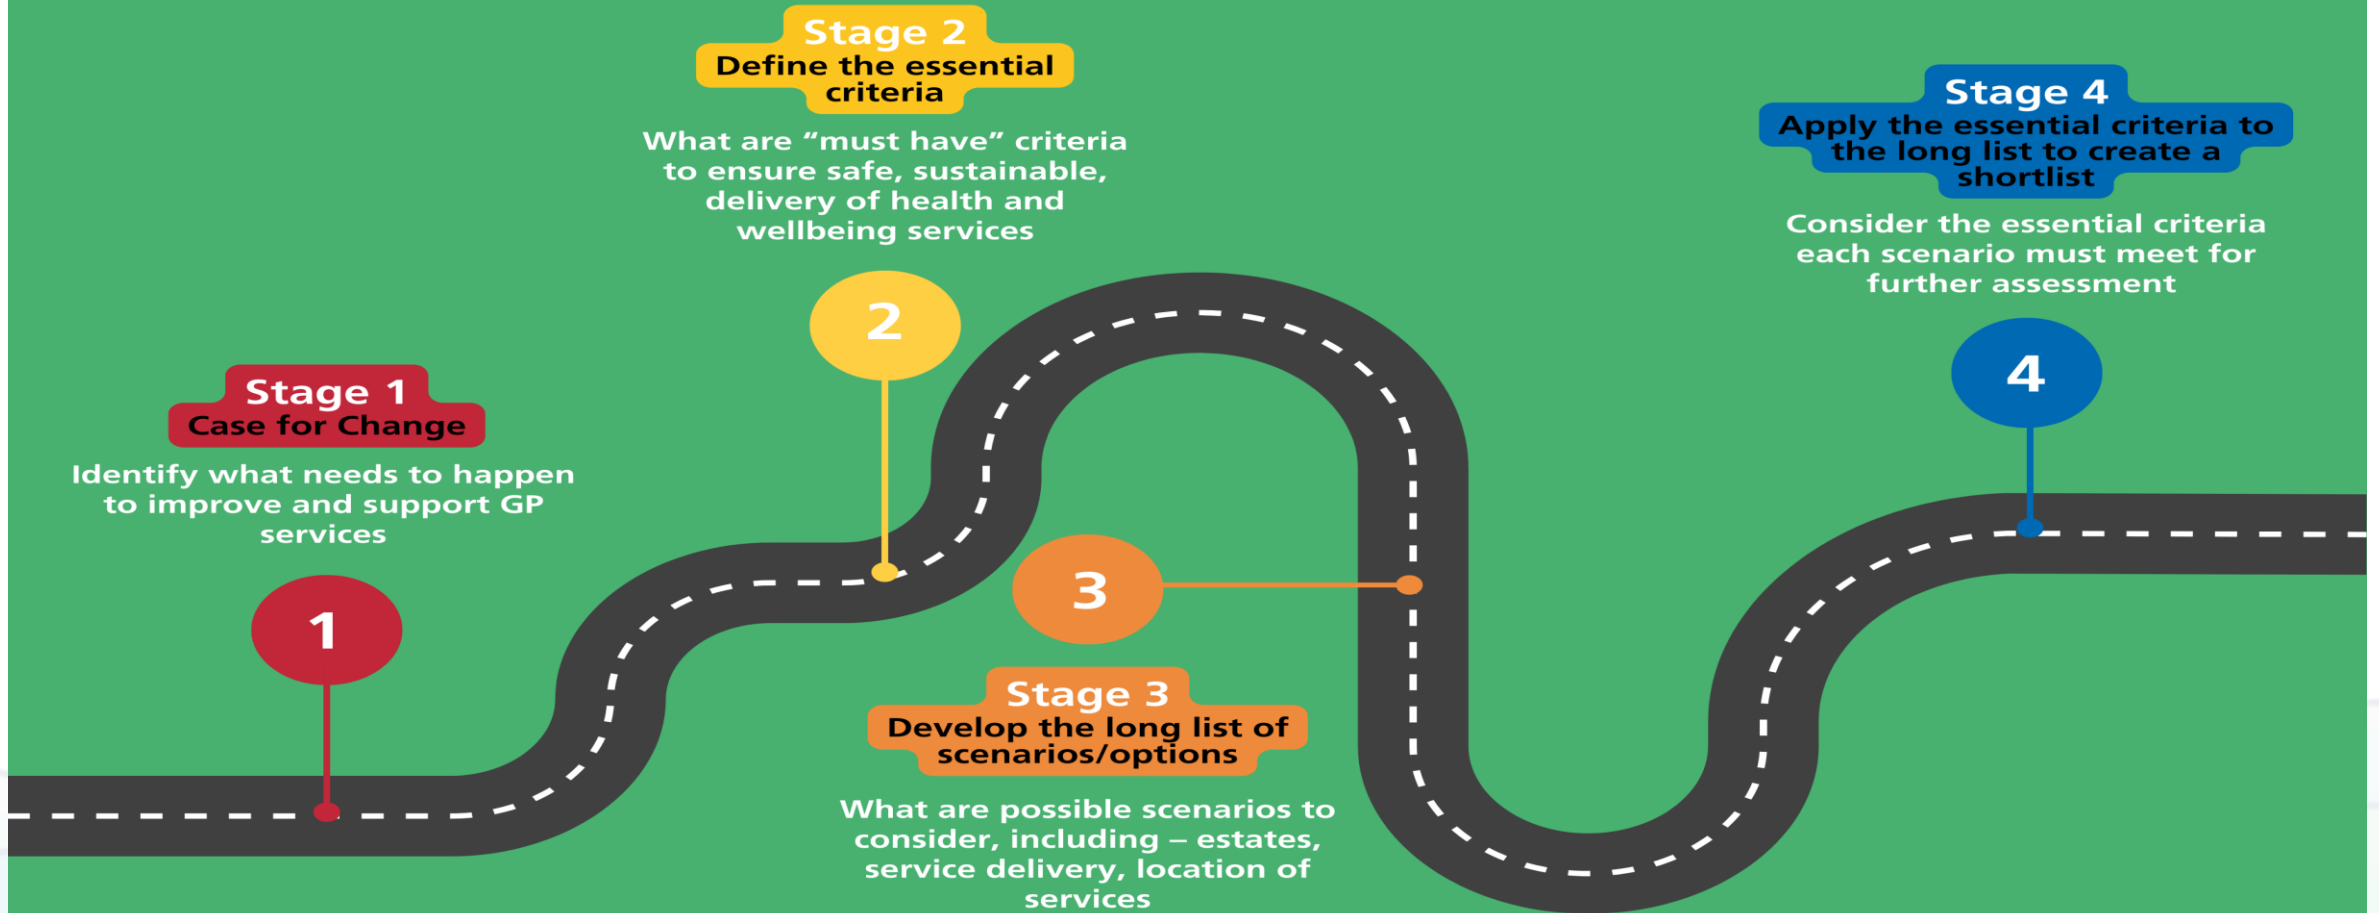 Stage 1
Case for Change
Identify what needs to happen
to improve and support GP
services
1
Stage 2
Define the essential
criteria
What are “must have” criteria
to ensure safe, sustainable,
delivery of health and
wellbeing services
2
3
Stage 3
Develop the long list of
scenarios/options
What are possible scenarios to
consider, including – estates,
service delivery, location of
services
Stage 4
Apply the essential criteria to
the long list to create a
shortlist
Consider the essential criteria
each scenario must meet for
further assessment
4